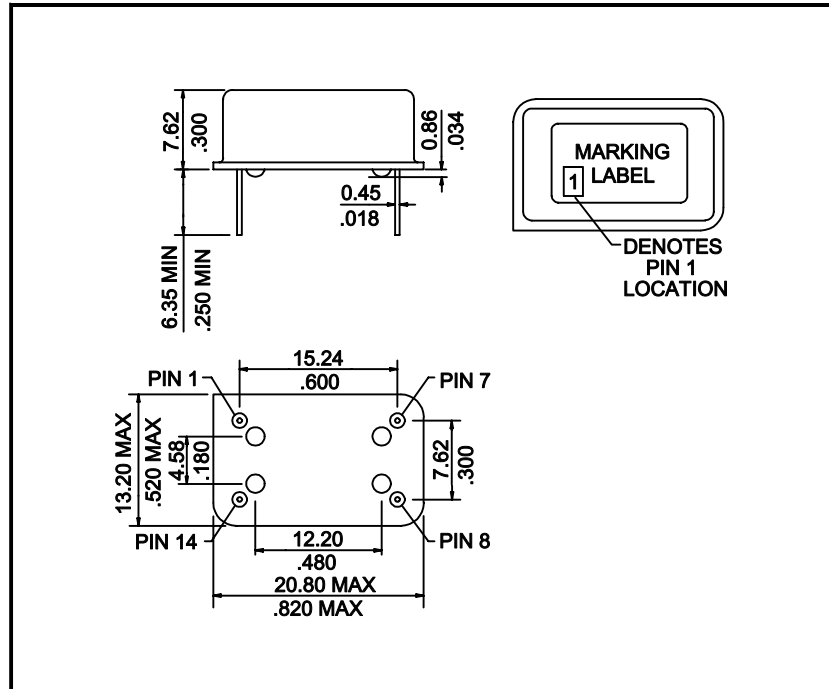 7.62
.300
0.86
.034
0.45
.018
6.35 MIN
.250 MIN
MARKING
LABEL
1
DENOTES
PIN 1
LOCATION
15.24
.600
PIN 1
PIN 7
13.20 MAX
.520 MAX
4.58
.180
7.62
.300
PIN 14
PIN 8
12.20
.480
20.80 MAX
.820 MAX